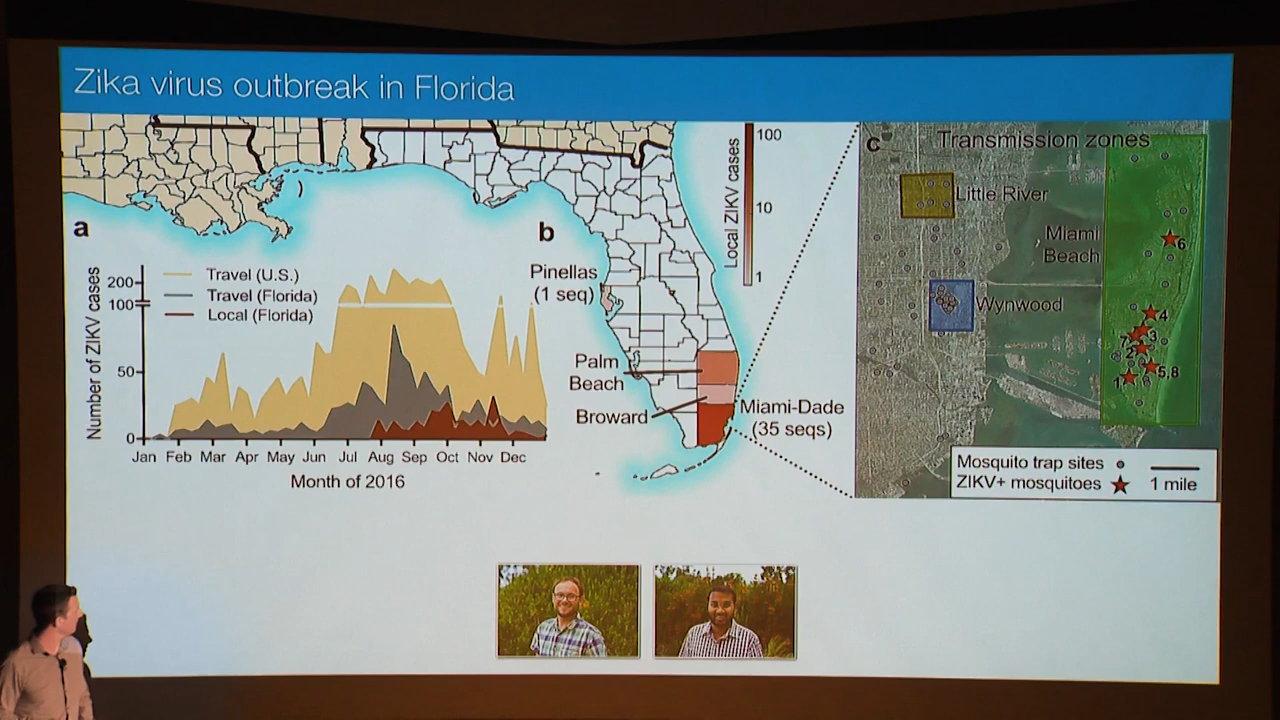 Zika virus outbreak in Florida
a
Number of ZIKV cases
200
100
50
0
Travel (U.S.)
Travel (Florida)
Local (Florida)
Jan Feb Mar Apr May Jun Jul Aug Sep Oct Nov Dec
Month of 2016
b
Local ZIKV cases
100
10
1
Pinellas
(1 seq)
Palm
Beach
Broward
Miami-Dade
(35 seqs)
c
Transmission zones
Little River
Miami
Beach
Wynwood
6
4
3
7
2
5,8
1
Mosquito trap sites
ZIKV+ mosquitoes
1 mile